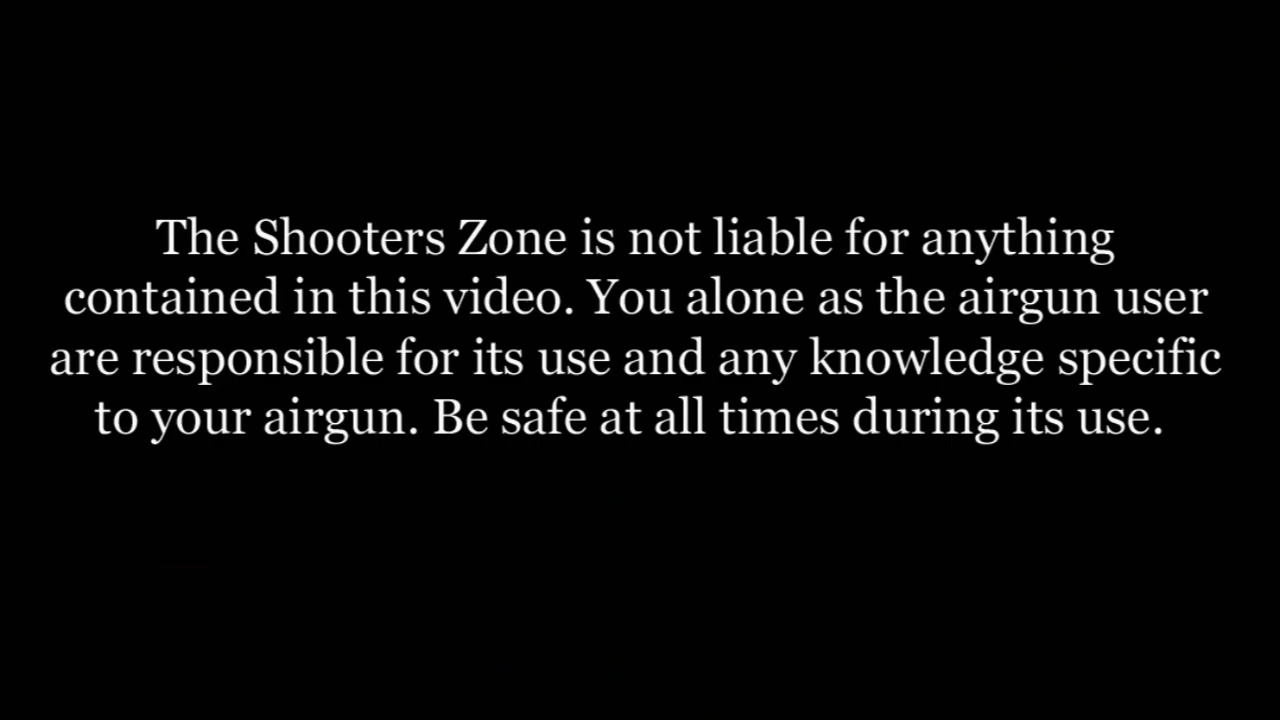 The Shooters Zone is not liable for anything
contained in this video. You alone as the airgun user
are responsible for its use and any knowledge specific
to your airgun. Be safe at all times during its use.